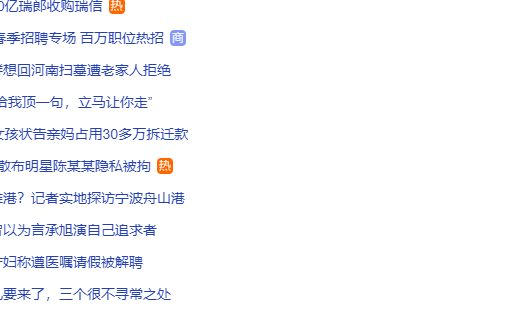 0亿瑞郎收购瑞信 热
春季招聘专场 百万职位热招 商
想回河南扫墓遭老家人拒绝
给我顶一句，立马让你走”
女孩状告亲妈占用30多万拆迁款
散布明星陈某某隐私被拘 热
港？记者实地探访宁波舟山港
以为言承旭演自己追求者
妇称遵医嘱请假被解聘
要来了，三个很不寻常之处